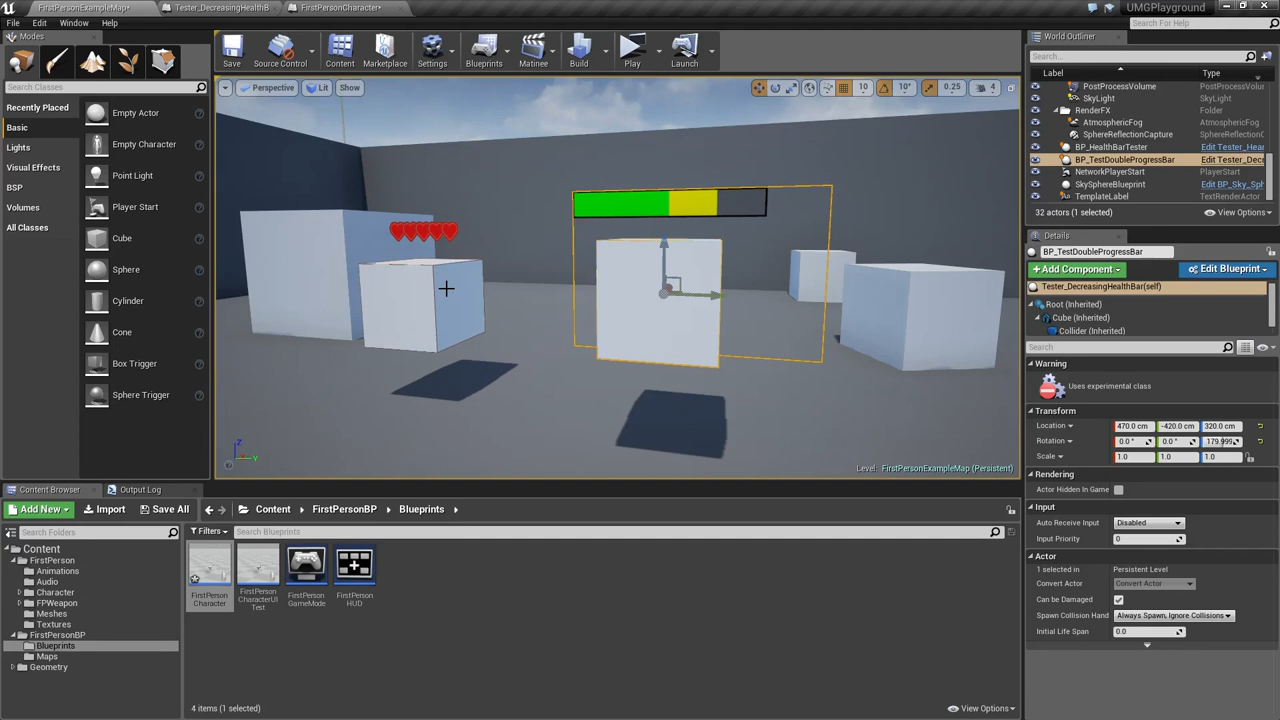 FirstPersonExampleMap*
Tester_DecreasingHealthB
FirstPersonCharacter*
UMGPlayground
File Edit Window Help
Search For Help
Modes
Search Classes
Recently Placed
Basic
Lights
Visual Effects
BSP
Volumes
All Classes
Empty Actor
Empty Character
Point Light
Player Start
Cube
Sphere
Cylinder
Cone
Box Trigger
Sphere Trigger
Save
Source Control
Content
Marketplace
Settings
Blueprints
Matinee
Build
Play
Launch
Perspective
Lit
Show
10
10°
0.25
4
Level: FirstPersonExampleMap (Persistent)
World Outliner
Search...
Label Type
PostProcessVolume PostProcessVolu
SkyLight SkyLight
RenderFX Folder
AtmosphericFog AtmosphericFog
SphereReflectionCapture SphereReflectionC
BP_HealthBarTester Edit Tester_Hear
BP_TestDoubleProgressBar Edit Tester_Decr
NetworkPlayerStart PlayerStart
SkySphereBlueprint Edit BP_Sky_Sph
TemplateLabel TextRenderActor
32 actors (1 selected)
View Options
Details
BP_TestDoubleProgressBar
+ Add Component
Edit Blueprint
Tester_DecreasingHealthBar(self)
Root (Inherited)
Cube (Inherited)
Collider (Inherited)
Search
Warning
Uses experimental class
Transform
Location 470.0 cm -420.0 cm 320.0 cm
Rotation 0.0 ° 0.0 ° 179.999
Scale 1.0 1.0 1.0
Rendering
Actor Hidden In Game
Input
Auto Receive Input Disabled
Input Priority 0
Actor
1 selected in Persistent Level
Convert Actor Convert Actor
Can be Damaged
Spawn Collision Hand Always Spawn, Ignore Collisions
Initial Life Span 0.0
Content Browser
Output Log
Add New
Import
Save All
Content
FirstPersonBP
Blueprints
Search Folders
Filters
Search Blueprints
Content
FirstPerson
Animations
Audio
Character
FPWeapon
Meshes
Textures
FirstPersonBP
Blueprints
Maps
Geometry
FirstPerson
Character
FirstPerson
CharacterUI
Test
FirstPerson
GameMode
FirstPerson
HUD
4 items (1 selected)
View Options